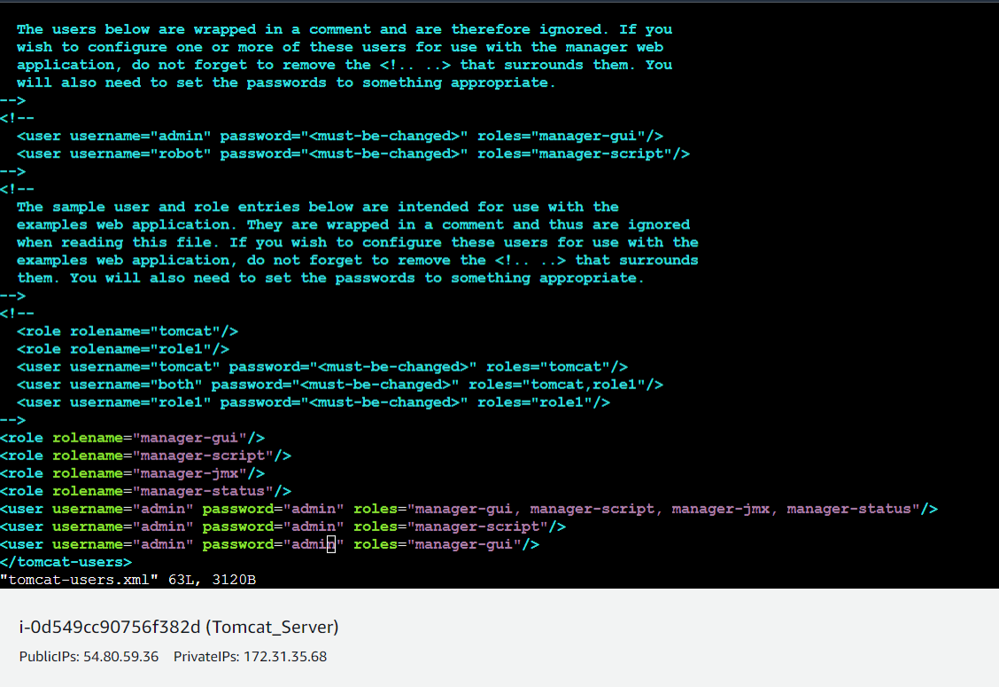 The users below are wrapped in a comment and are therefore ignored. If you
wish to configure one or more of these users for use with the manager web
application, do not forget to remove the <!.. ..> that surrounds them. You
will also need to set the passwords to something appropriate.
-->
<!--
<user username="admin" password="<must-be-changed>" roles="manager-gui"/>
<user username="robot" password="<must-be-changed>" roles="manager-script"/>
-->
<!--
The sample user and role entries below are intended for use with the
examples web application. They are wrapped in a comment and thus are ignored
when reading this file. If you wish to configure these users for use with the
examples web application, do not forget to remove the <!.. ..> that surrounds
them. You will also need to set the passwords to something appropriate.
-->
<!--
<role rolename="tomcat"/>
<role rolename="role1"/>
<user username="tomcat" password="<must-be-changed>" roles="tomcat"/>
<user username="both" password="<must-be-changed>" roles="tomcat,role1"/>
<user username="role1" password="<must-be-changed>" roles="role1"/>
-->
<role rolename="manager-gui"/>
<role rolename="manager-script"/>
<role rolename="manager-jmx"/>
<role rolename="manager-status"/>
<user username="admin" password="admin" roles="manager-gui, manager-script, manager-jmx, manager-status"/>
<user username="admin" password="admin" roles="manager-script"/>
<user username="admin" password="admin" roles="manager-gui"/>
</tomcat-users>
"tomcat-users.xml" 63L, 3120B
i-0d549cc90756f382d (Tomcat_Server)
PublicIPs: 54.80.59.36 PrivateIPs: 172.31.35.68